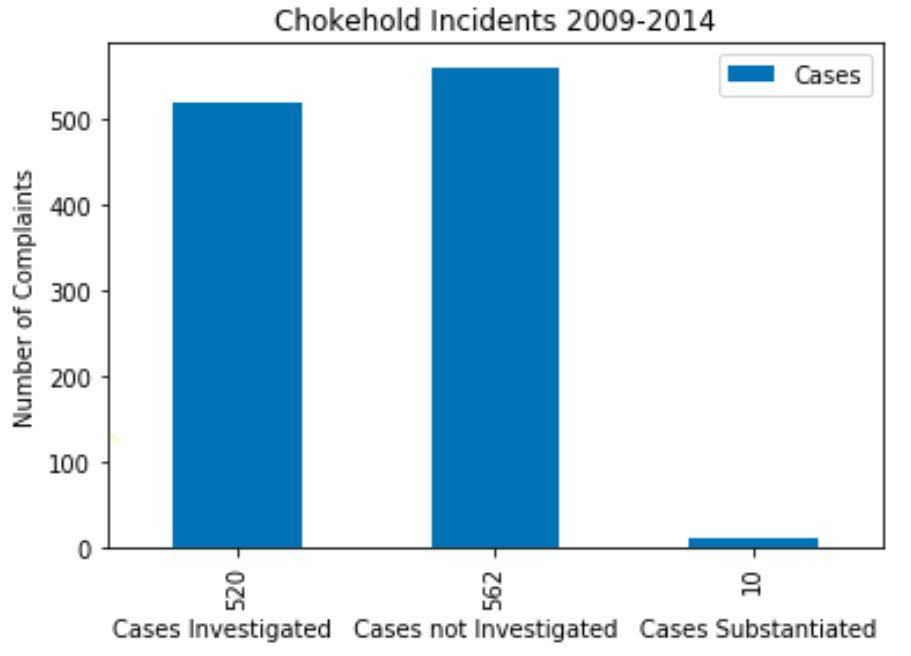 Chokehold Incidents 2009-2014
Cases
Number of Complaints
500
400
300
200
100
0
520
562
10
Cases Investigated
Cases not Investigated
Cases Substantiated